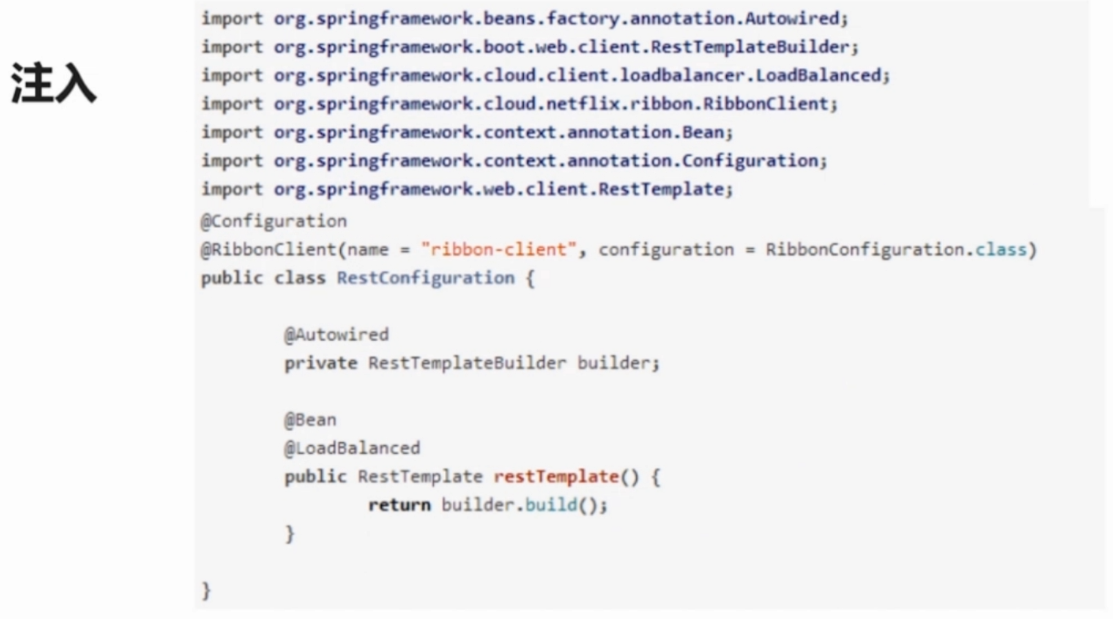 注入
import org.springframework.beans.factory.annotation.Autowired;
import org.springframework.boot.web.client.RestTemplateBuilder;
import org.springframework.cloud.client.loadbalancer.LoadBalanced;
import org.springframework.cloud.netflix.ribbon.RibbonClient;
import org.springframework.context.annotation.Bean;
import org.springframework.context.annotation.Configuration;
import org.springframework.web.client.RestTemplate;
@Configuration
@RibbonClient(name = "ribbon-client", configuration = RibbonConfiguration.class)
public class RestConfiguration {
@Autowired
private RestTemplateBuilder builder;
@Bean
@LoadBalanced
public RestTemplate restTemplate() {
return builder.build();
}
}